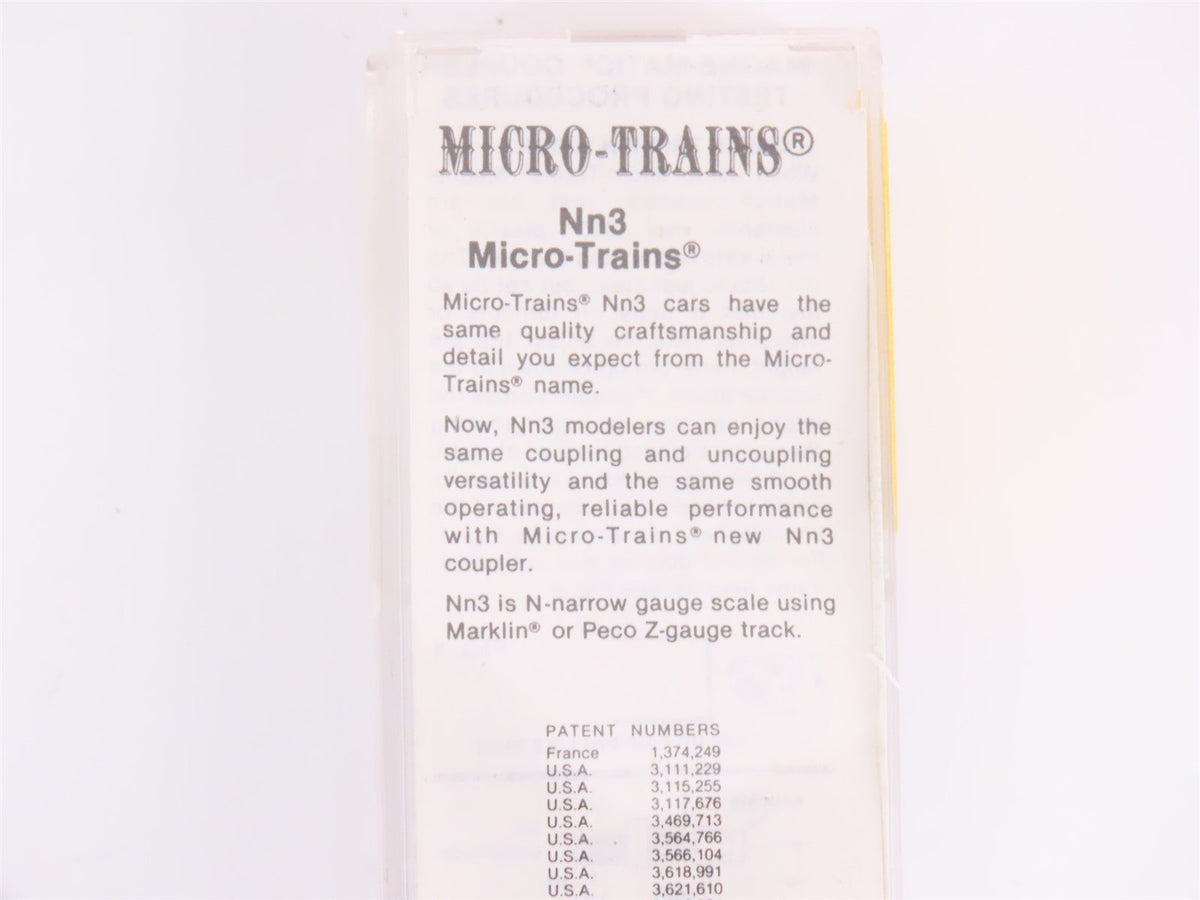 MICRO-TRAINS®
Nn3
Micro-Trains®
Micro-Trains® Nn3 cars have the
same quality craftsmanship and
detail you expect from the Micro-
Trains® name.
Now, Nn3 modelers can enjoy the
same coupling and uncoupling
versatility and the same smooth
operating, reliable performance
with Micro-Trains® new Nn3
coupler.
Nn3 is N-narrow gauge scale using
Marklin® or Peco Z-gauge track.
PATENT NUMBERS
France 1,374,249
U.S.A. 3,111,229
U.S.A. 3,115,255
U.S.A. 3,117,676
U.S.A. 3,469,713
U.S.A. 3,564,766
U.S.A. 3,566,104
U.S.A. 3,618,991
U.S.A. 3,621,610